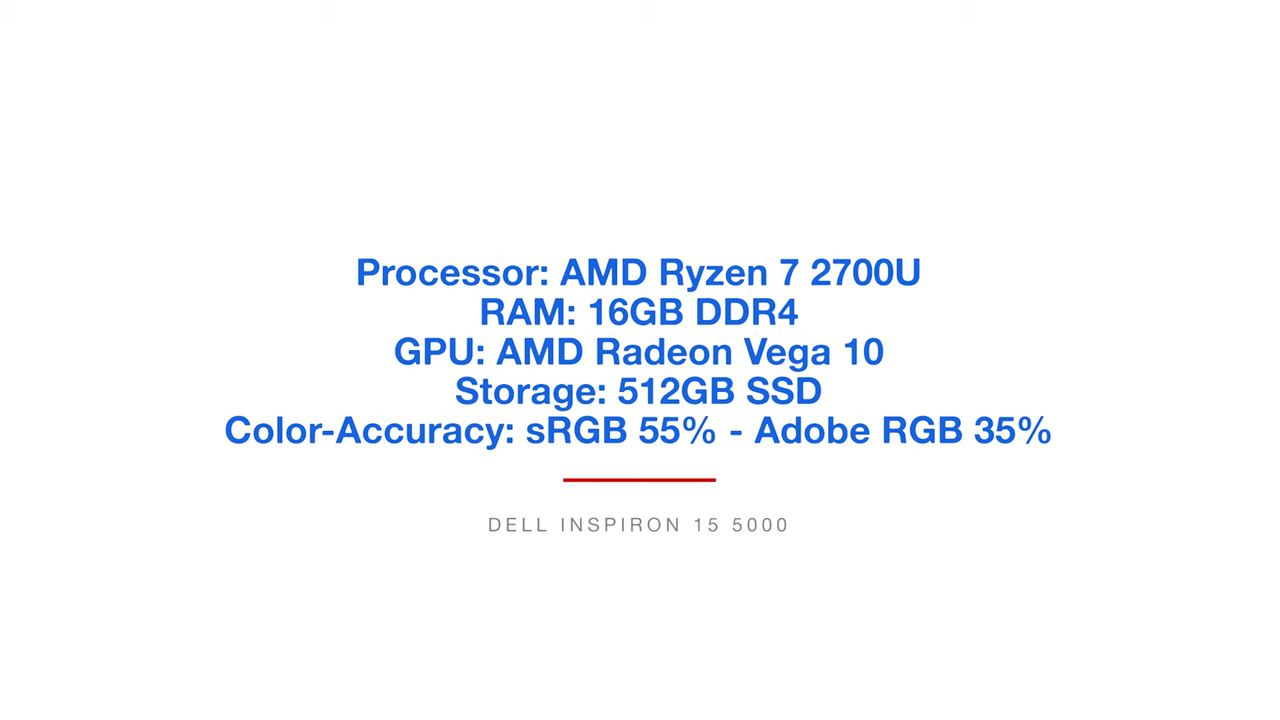 Processor: AMD Ryzen 7 2700U
RAM: 16GB DDR4
GPU: AMD Radeon Vega 10
Storage: 512GB SSD
Color-Accuracy: sRGB 55% - Adobe RGB 35%
DELL INSPIRON 15 5000